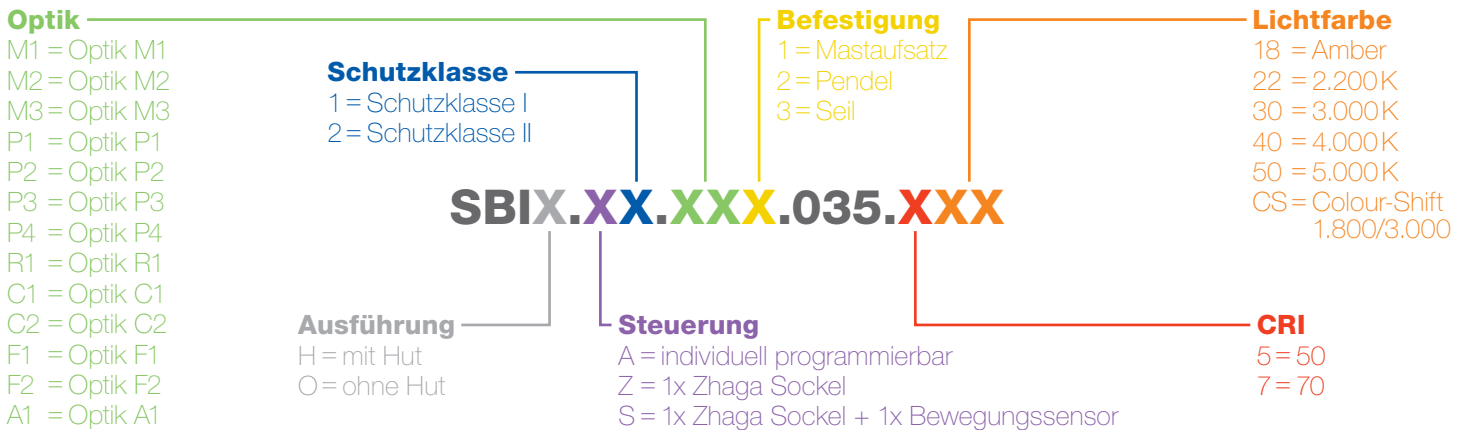 Optik
M1 = Optik M1
M2 = Optik M2
M3 = Optik M3
P1 = Optik P1
P2 = Optik P2
P3 = Optik P3
P4 = Optik P4
R1 = Optik R1
C1 = Optik C1
C2 = Optik C2
F1 = Optik F1
F2 = Optik F2
A1 = Optik A1
Schutzklasse
1 = Schutzklasse I
2 = Schutzklasse II
Befestigung
1 = Mastaufsatz
2 = Pendel
3 = Seil
Lichtfarbe
18 = Amber
22 = 2.200 K
30 = 3.000 K
40 = 4.000 K
50 = 5.000 K
CS = Colour-Shift
1.800/3.000
SBIX.XX.XXX.035.XXX
Ausführung
H = mit Hut
O = ohne Hut
Steuerung
A = individuell programmierbar
Z = 1x Zhaga Sockel
S = 1x Zhaga Sockel + 1x Bewegungssensor
CRI
5 = 50
7 = 70